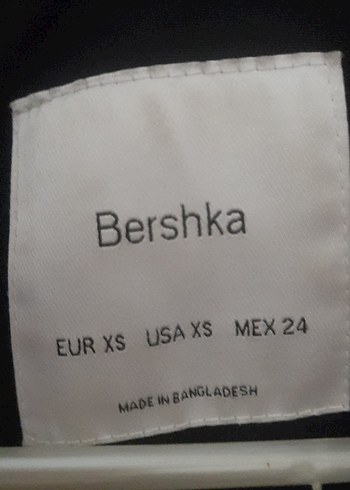 Bershka
EUR XS USA XS MEX 24
MADE IN BANGLADESH